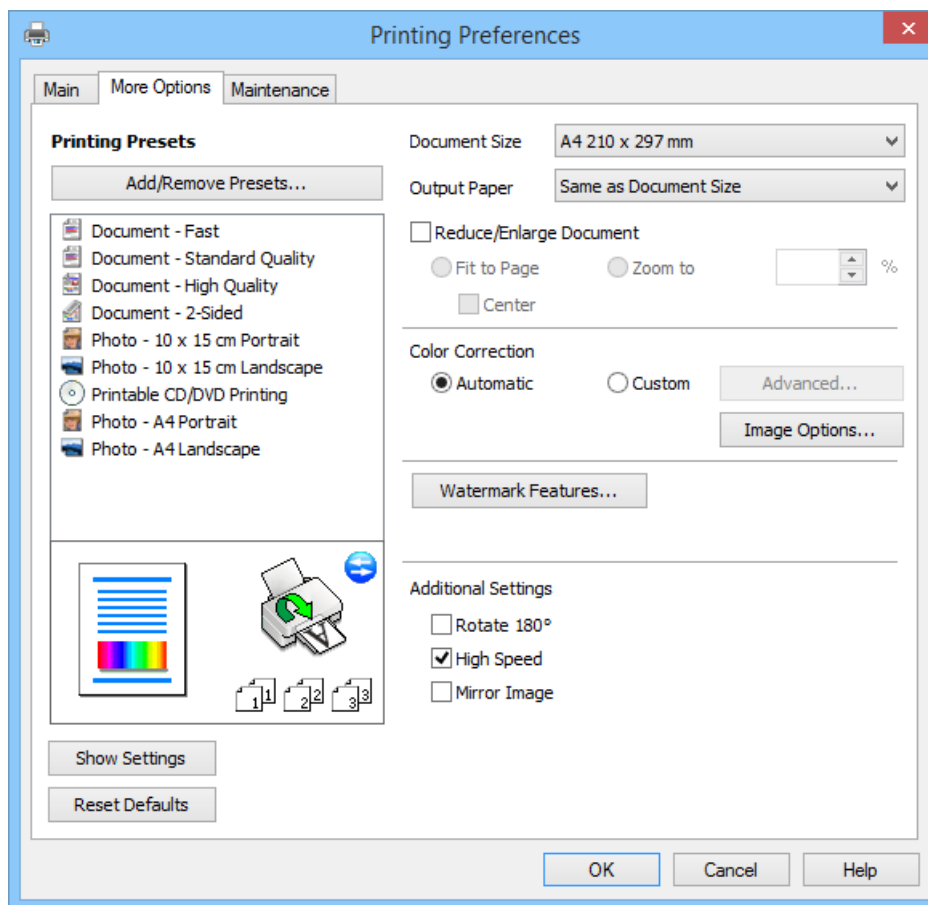 Printing Preferences
Main
More Options
Maintenance
Printing Presets
Add/Remove Presets...
Document - Fast
Document - Standard Quality
Document - High Quality
Document - 2-Sided
Photo - 10 x 15 cm Portrait
Photo - 10 x 15 cm Landscape
Printable CD/DVD Printing
Photo - A4 Portrait
Photo - A4 Landscape
1 1 2 2 3 3
Show Settings
Reset Defaults
Document Size
A4 210 x 297 mm
Output Paper
Same as Document Size
Reduce/Enlarge Document
Fit to Page
Zoom to
%
Center
Color Correction
Automatic
Custom
Advanced...
Image Options...
Watermark Features...
Additional Settings
Rotate 180°
High Speed
Mirror Image
OK
Cancel
Help